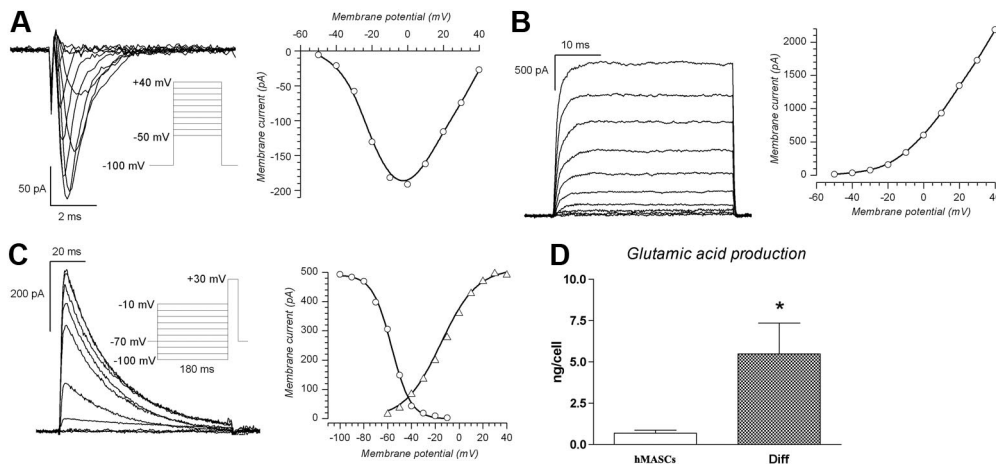 A
+40 mV
-50 mV
-100 mV
50 pA
2 ms
Membrane potential (mV)
-60 -40 -20 0 20 40
0
-50
-100
-150
-200
Membrane current (pA)
B
10 ms
500 pA
2000
1500
1000
500
0
Membrane current (pA)
-60 -40 -20 0 20 40
Membrane potential (mV)
C
20 ms
200 pA
+30 mV
-10 mV
-70 mV
-100 mV
180 ms
500
400
300
200
100
0
Membrane current (pA)
-100 -80 -60 -40 -20 0 20 40
Membrane potential (mV)
D
Glutamic acid production
10.0
7.5
5.0
2.5
0.0
ng/cell
*
hMASCs
Diff